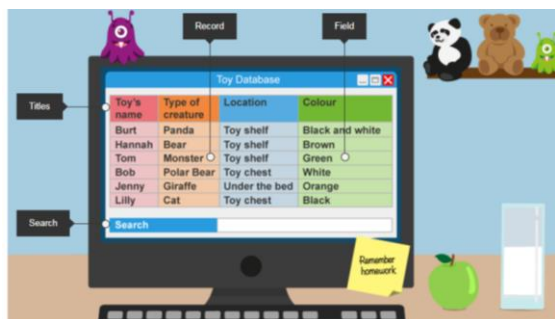 Record
Field
Toy Database
Titles
Toy's name
Type of creature
Location
Colour
Burt Panda Toy shelf Black and white
Hannah Bear Toy shelf Brown
Tom Monster Toy shelf Green
Bob Polar Bear Toy chest White
Jenny Giraffe Under the bed Orange
Lilly Cat Toy chest Black
Search
Search
Remember
homework